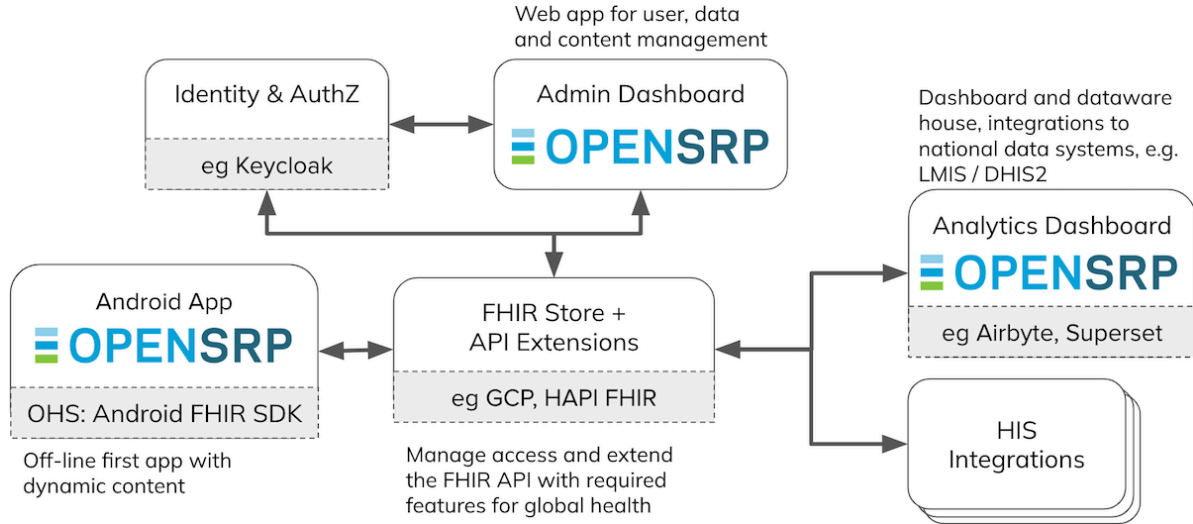 Web app for user, data
and content management
Identity & AuthZ
eg Keycloak
Admin Dashboard
OPENSRP
Dashboard and dataware
house, integrations to
national data systems, e.g.
LMIS / DHIS2
Analytics Dashboard
OPENSRP
eg Airbyte, Superset
Android App
OPENSRP
OHS: Android FHIR SDK
Off-line first app with
dynamic content
FHIR Store +
API Extensions
eg GCP, HAPI FHIR
Manage access and extend
the FHIR API with required
features for global health
HIS
Integrations